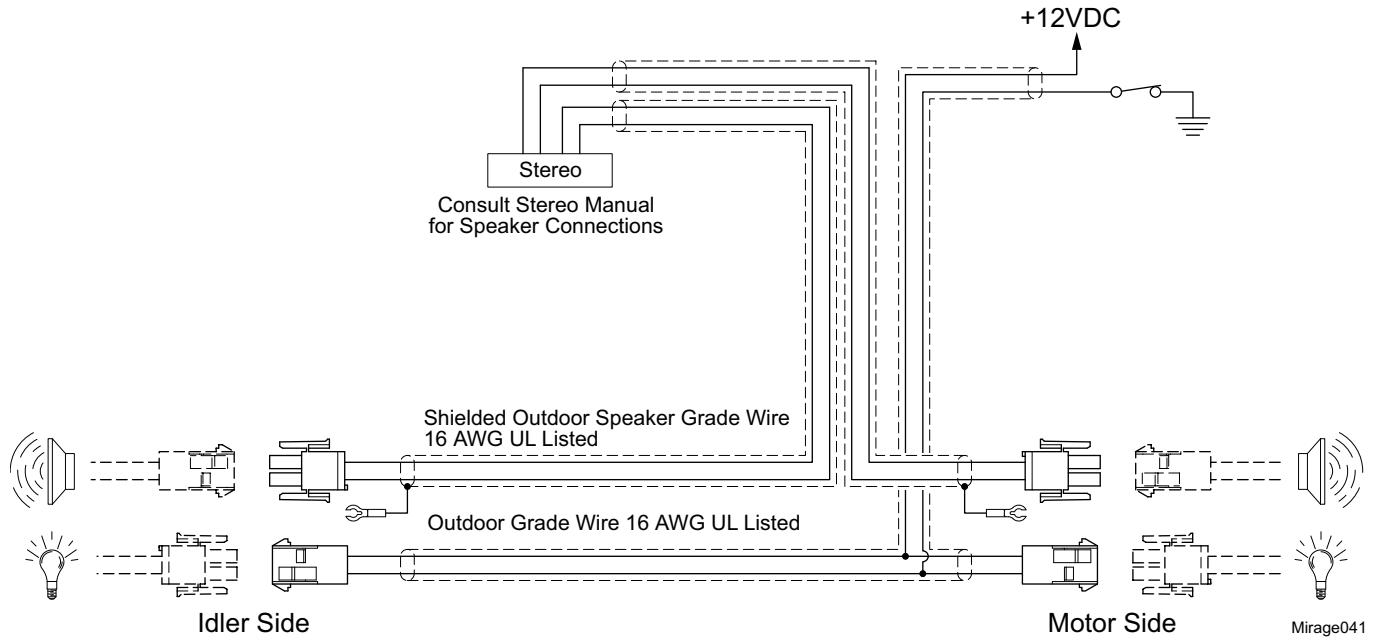 +12VDC
Stereo
Consult Stereo Manual
for Speaker Connections
Shielded Outdoor Speaker Grade Wire
16 AWG UL Listed
Outdoor Grade Wire 16 AWG UL Listed
Idler Side
Motor Side
Mirage041